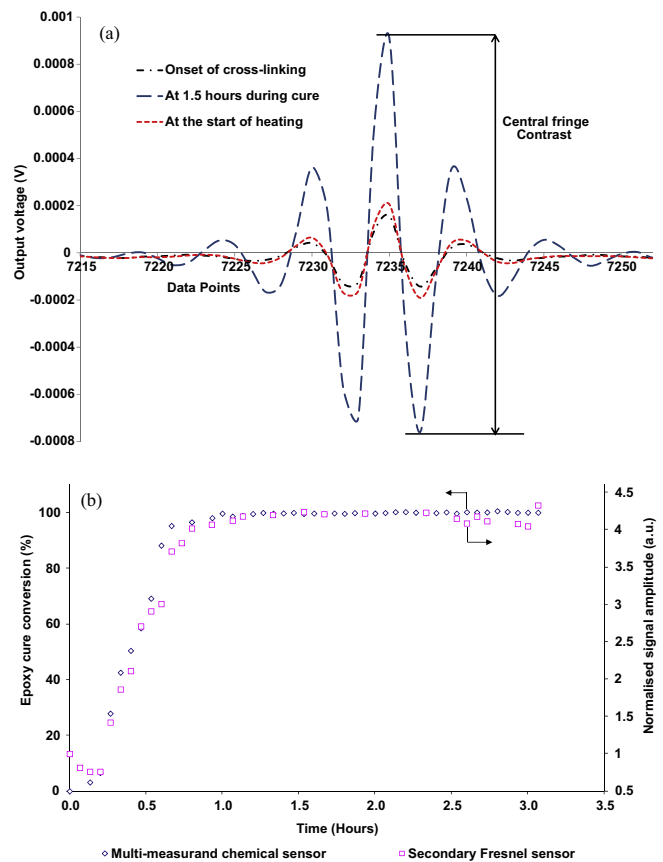 (a)
0.001
0.0008
0.0006
0.0004
0.0002
0
-0.0002
-0.0004
-0.0006
-0.0008
Output voltage (V)
Onset of cross-linking
At 1.5 hours during cure
At the start of heating
Central fringe
Contrast
7215 7220 7225 7230 7235 7240 7245 7250
Data Points
(b)
100
80
60
40
20
0
Epoxy cure conversion (%)
4.5
4
3.5
3
2.5
2
1.5
1
0.5
Normalised signal amplitude (a.u.)
0.0 0.5 1.0 1.5 2.0 2.5 3.0 3.5
Time (Hours)
Multi-measurand chemical sensor
Secondary Fresnel sensor